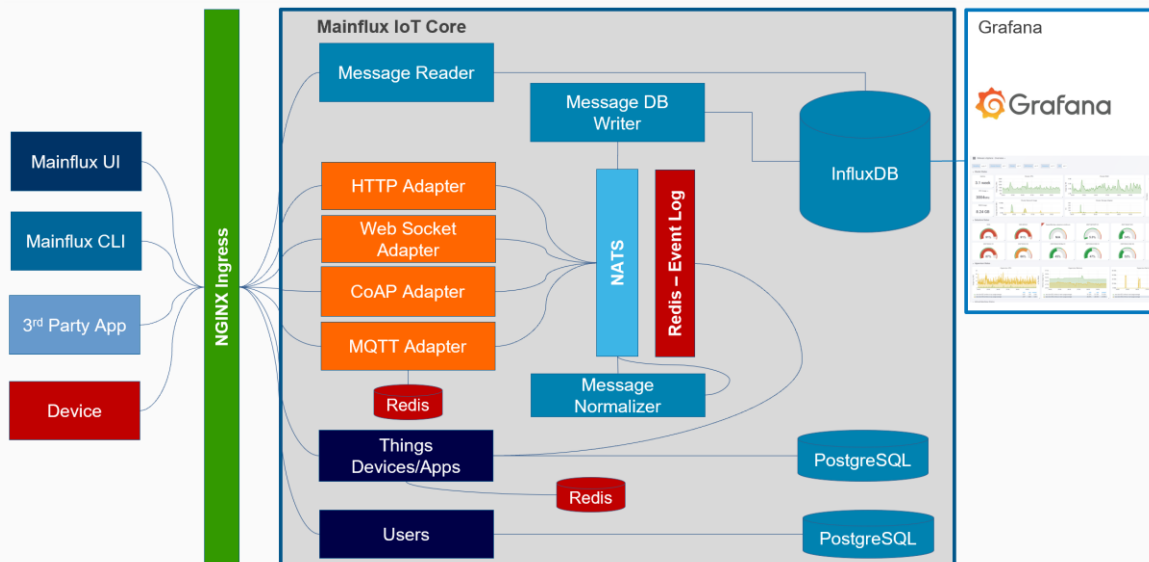 Mainflux IoT Core
Grafana
Message Reader
Message DB
Writer
Grafana
Mainflux UI
InfluxDB
HTTP Adapter
Mainflux CLI
Web Socket
Adapter
NGINX Ingress
NATS
Redis – Event Log
CoAP Adapter
3rd Party App
MQTT Adapter
Message
Normalizer
Device
Redis
Things
Devices/Apps
PostgreSQL
Redis
Users
PostgreSQL